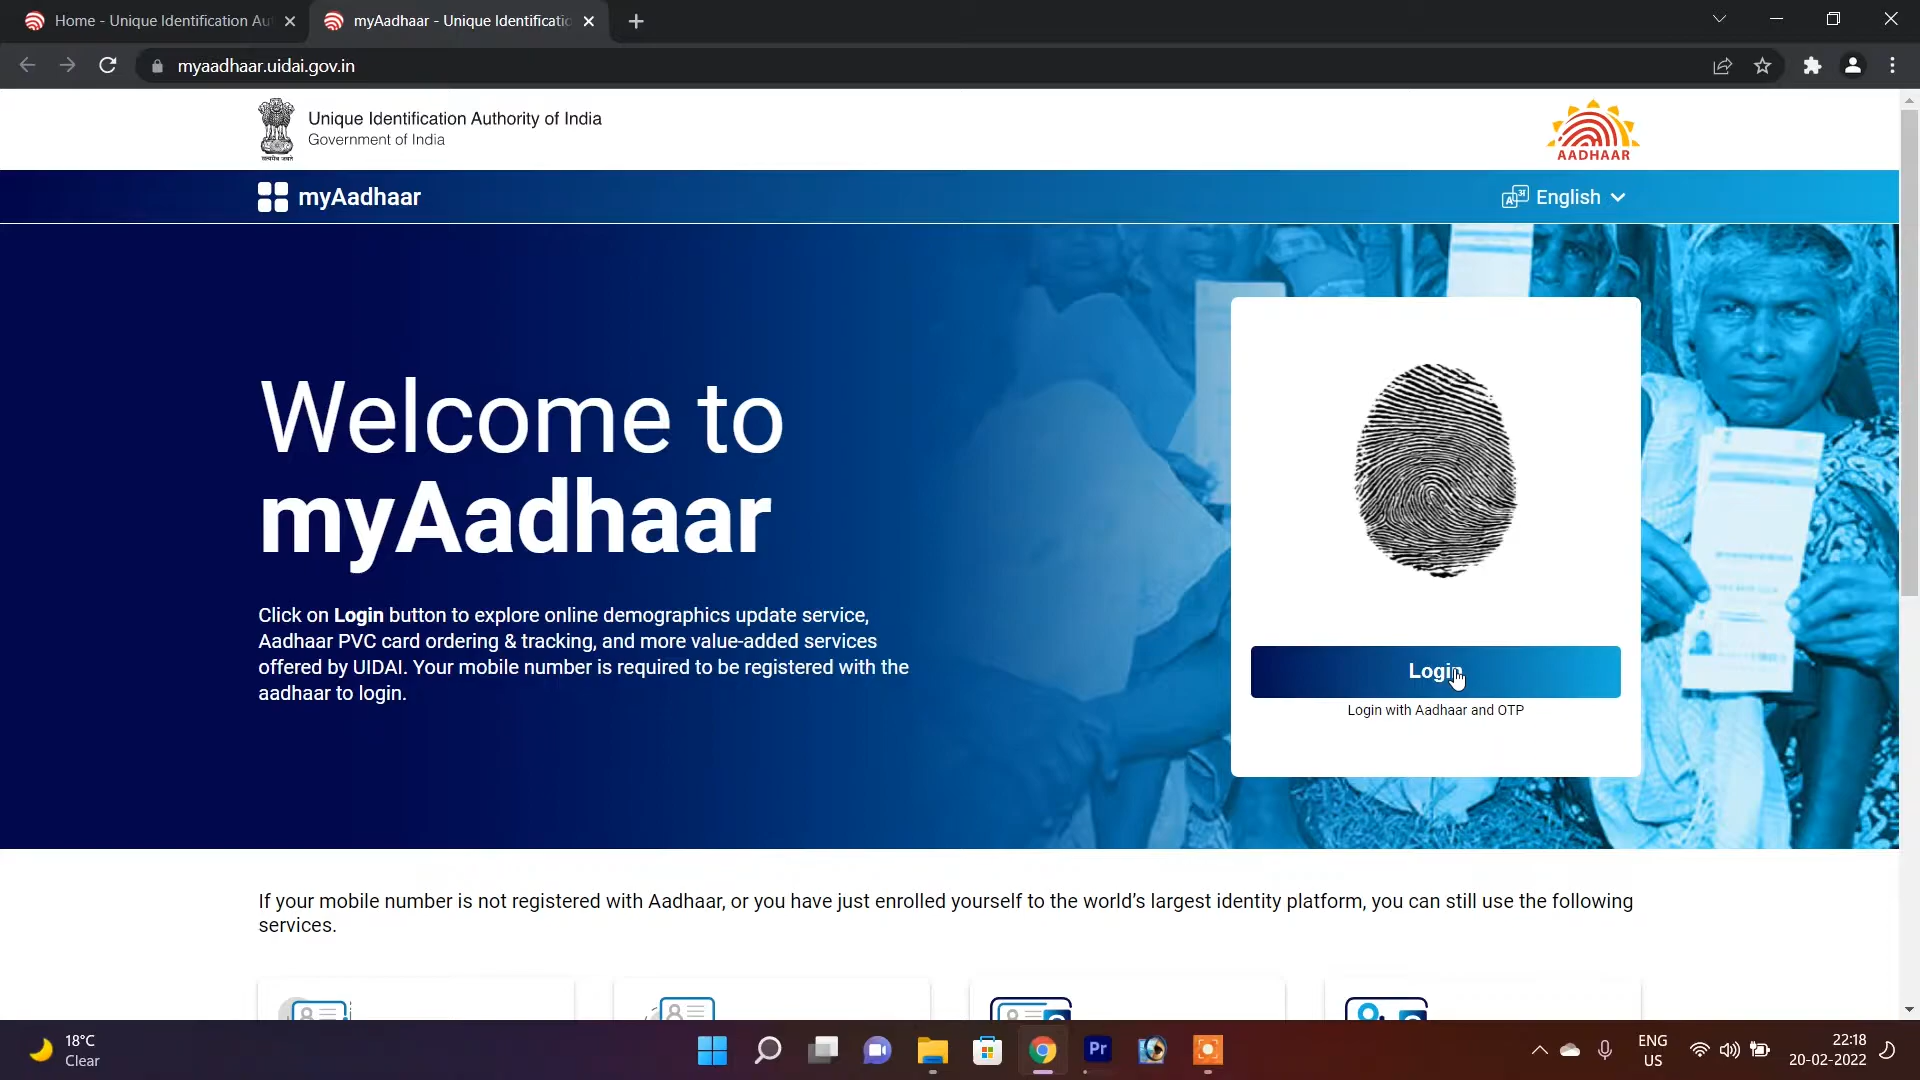 Home - Unique Identification Au
myAadhaar - Unique Identificatio
myaadhaar.uidai.gov.in
सत्यमेव जयते
Unique Identification Authority of India
Government of India
AADHAAR
myAadhaar
English
Welcome to
myAadhaar
Click on Login button to explore online demographics update service,
Aadhaar PVC card ordering & tracking, and more value-added services
offered by UIDAI. Your mobile number is required to be registered with the
aadhaar to login.
Login
Login with Aadhaar and OTP
If your mobile number is not registered with Aadhaar, or you have just enrolled yourself to the world's largest identity platform, you can still use the following
services.
18°C
Clear
Pr
ENG
US
22:18
20-02-2022